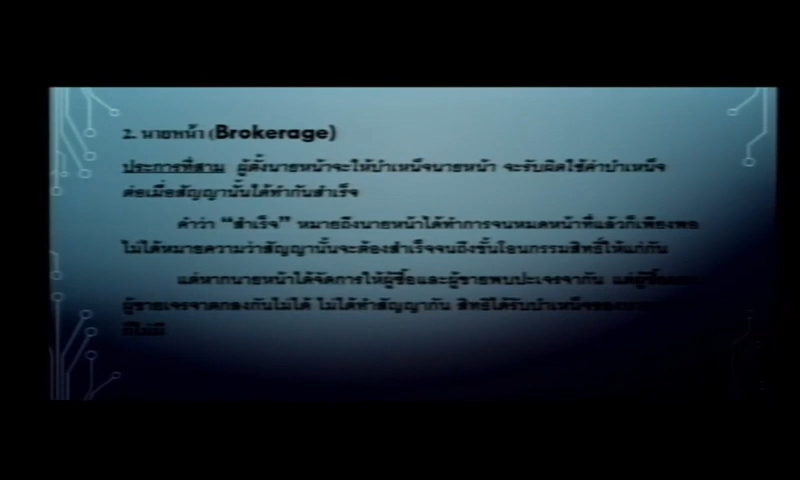 2. นายหน้า (Brokerage)
ประการที่สาม ผู้ตั้งนายหน้าจะให้บำเหน็จนายหน้า จะรับผิดใช้ค่าบำเหน็จ
ต่อเมื่อสัญญานั้นได้ทำกันสำเร็จ
คำว่า “สำเร็จ” หมายถึงนายหน้าได้ทำการจนหมดหน้าที่แล้วก็เพียงพอ
ไม่ได้หมายความว่าสัญญานั้นจะต้องสำเร็จจนถึงขั้นโอนกรรมสิทธิ์ให้แก่กัน
แต่หากนายหน้าได้จัดการให้ผู้ซื้อและผู้ขายพบปะเจรจากัน แต่ผู้ซื้อ
ผู้ขายเจรจาตกลงกันไม่ได้ ไม่ได้ทำสัญญากัน สิทธิได้รับบำเหน็จของ
ก็ไม่มี